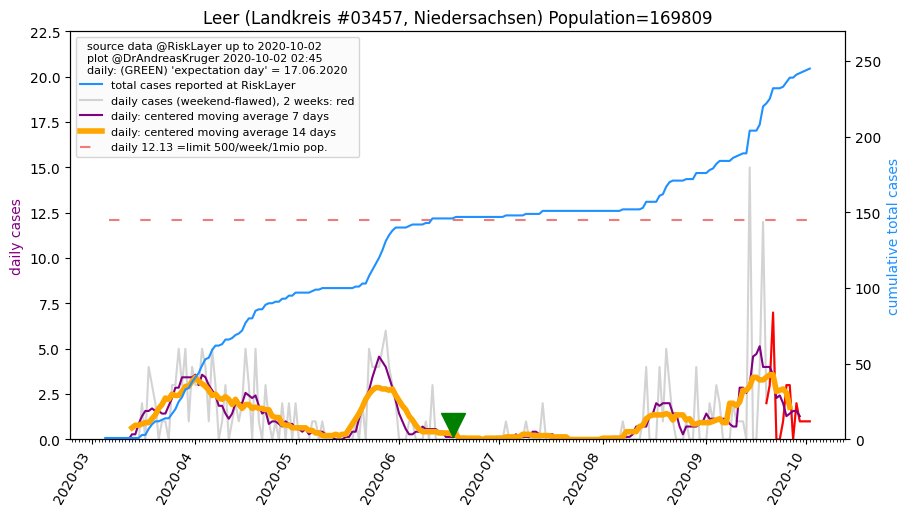 Leer (Landkreis #03457, Niedersachsen) Population=169809
source data @RiskLayer up to 2020-10-02
plot @DrAndreasKruger 2020-10-02 02:45
daily: (GREEN) 'expectation day' = 17.06.2020
total cases reported at RiskLayer
daily cases (weekend-flawed), 2 weeks: red
daily: centered moving average 7 days
daily: centered moving average 14 days
daily 12.13 =limit 500/week/1mio pop.
daily cases
22.5
20.0
17.5
15.0
12.5
10.0
7.5
5.0
2.5
0.0
250
200
150
100
50
0
cumulative total cases
2020-03
2020-04
2020-05
2020-06
2020-07
2020-08
2020-09
2020-10